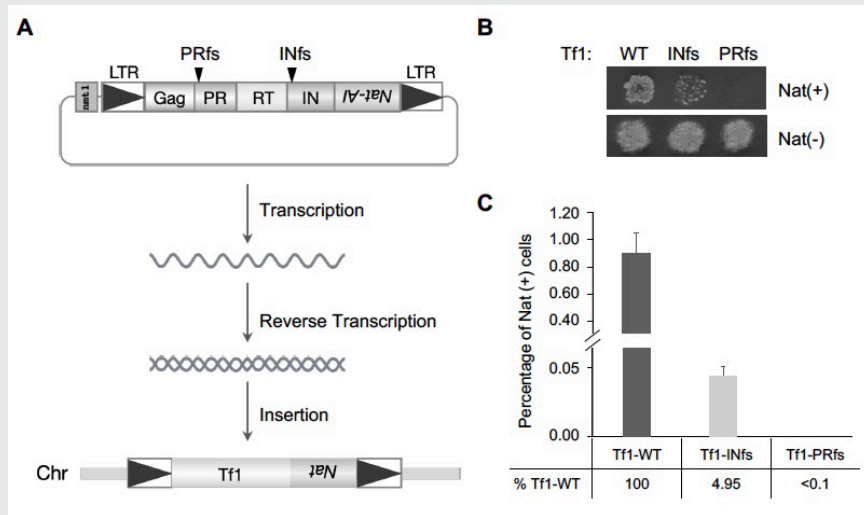 A
PRfs INfs
LTR LTR
nmt1 Gag PR RT IN Nat-AI
Transcription
Reverse Transcription
Insertion
Chr Tf1 Nat
B
Tf1: WT INfs PRfs
Nat(+)
Nat(-)
C
Percentage of Nat (+) cells
1.20
1.00
0.80
0.60
0.40
0.05
0.00
Tf1-WT Tf1-INfs Tf1-PRfs
% Tf1-WT 100 4.95 <0.1